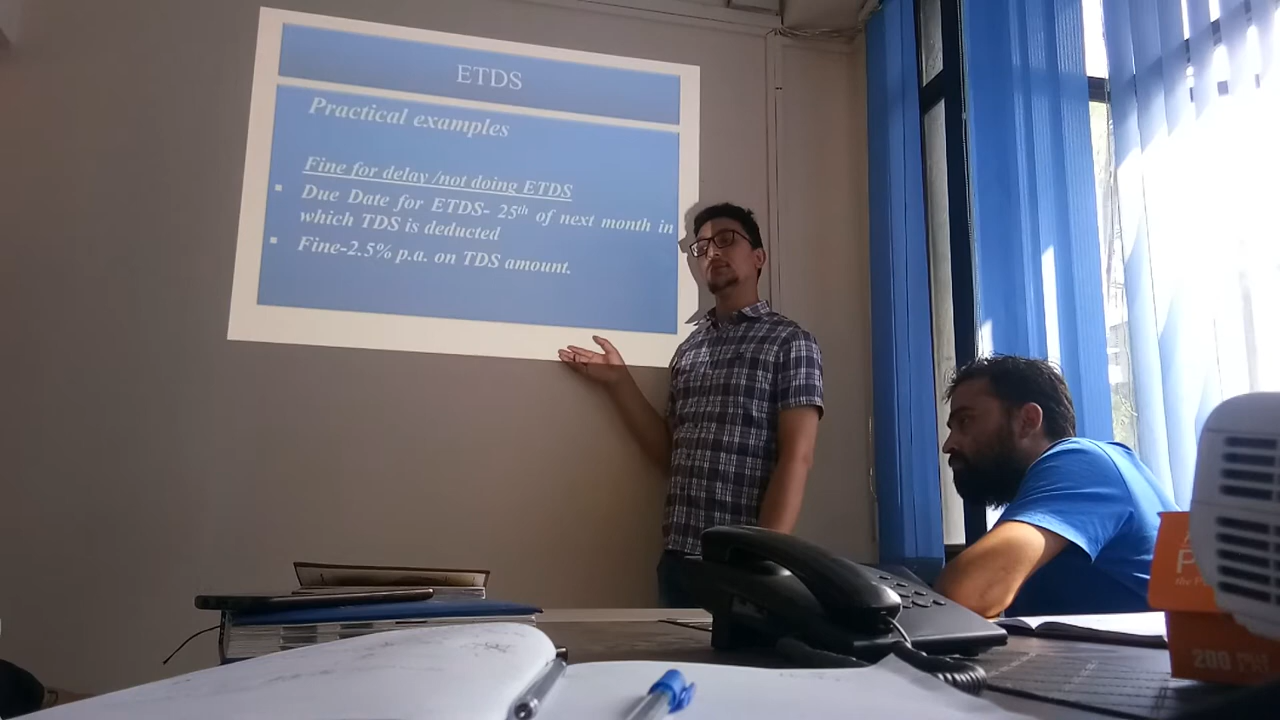 ETDS
Practical examples
Fine for delay /not doing ETDS
▪ Due Date for ETDS- 25th of next month in
which TDS is deducted
▪ Fine-2.5% p.a. on TDS amount.
200